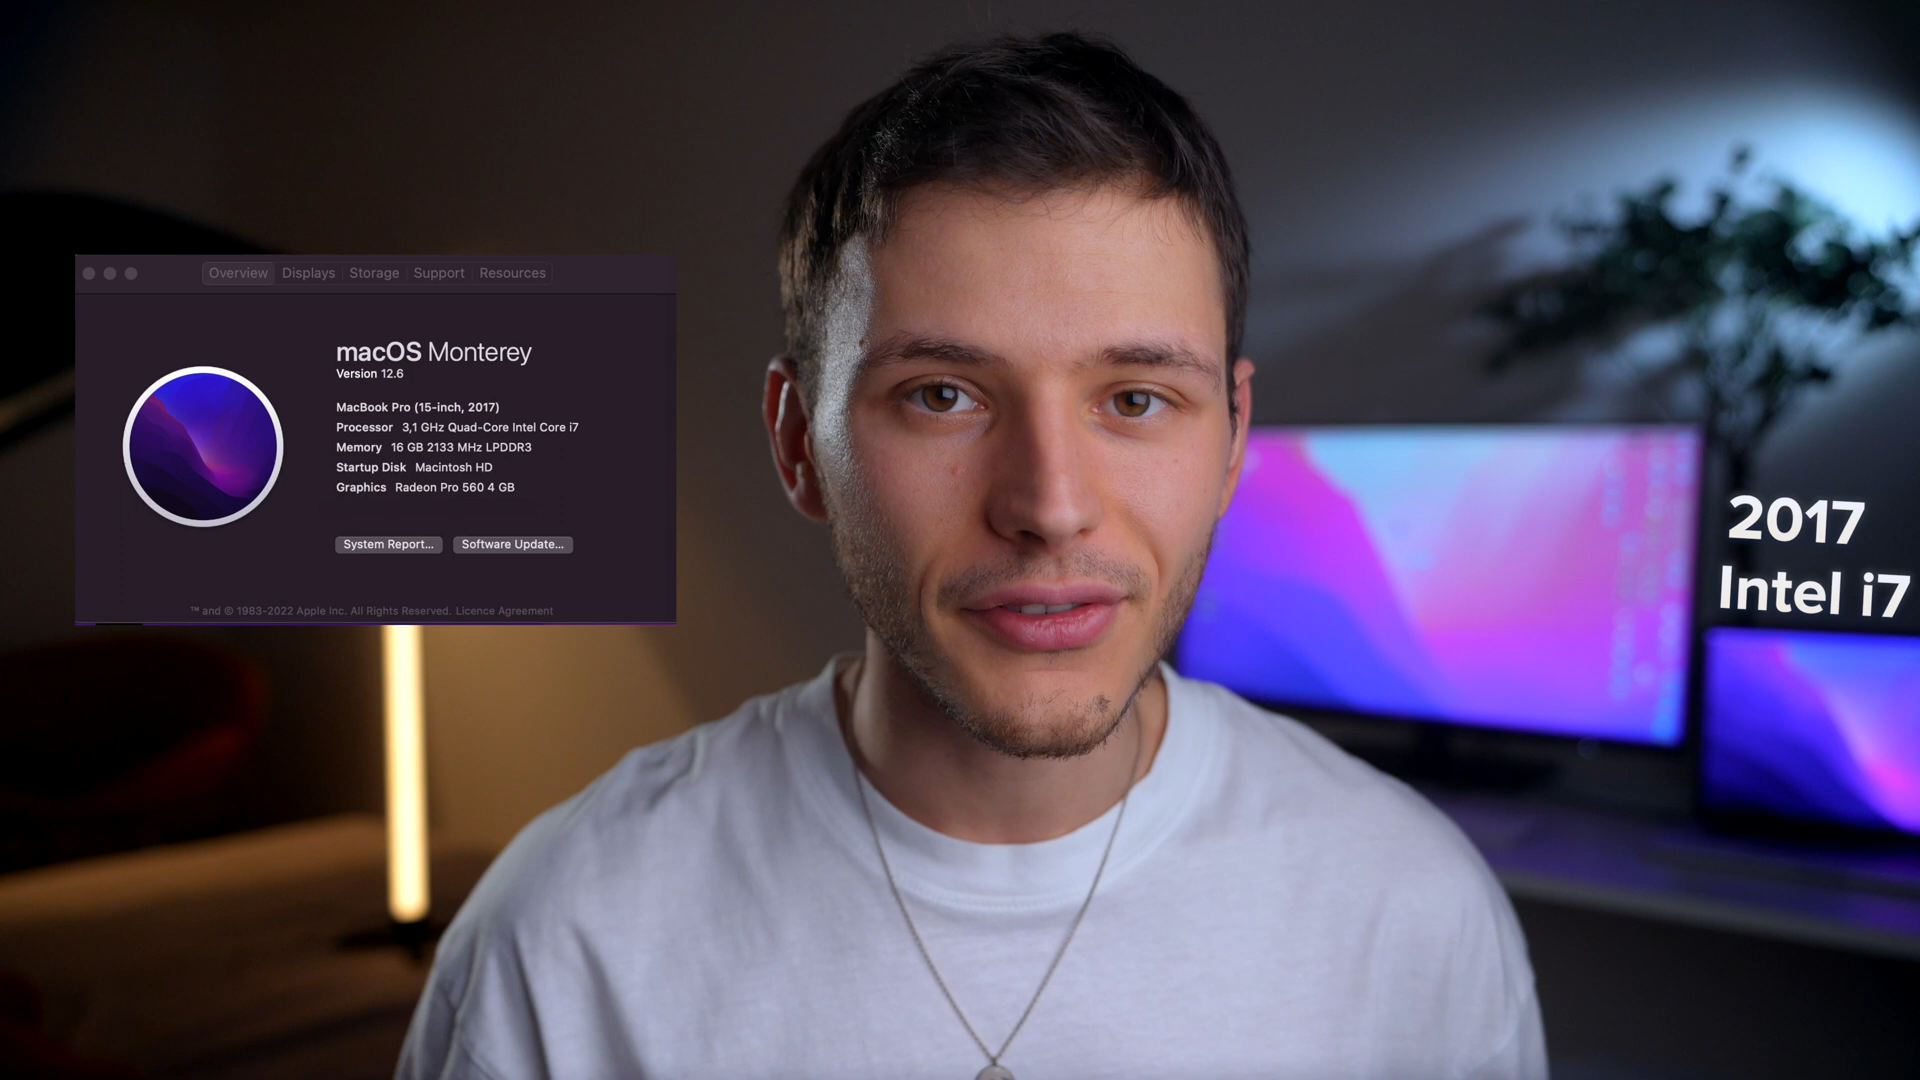 Overview Displays Storage Support Resources
macOS Monterey
Version 12.6
MacBook Pro (15-inch, 2017)
Processor 3,1 GHz Quad-Core Intel Core i7
Memory 16 GB 2133 MHz LPDDR3
Startup Disk Macintosh HD
Graphics Radeon Pro 560 4 GB
System Report... Software Update...
™ and © 1983-2022 Apple Inc. All Rights Reserved. Licence Agreement
2017
Intel i7